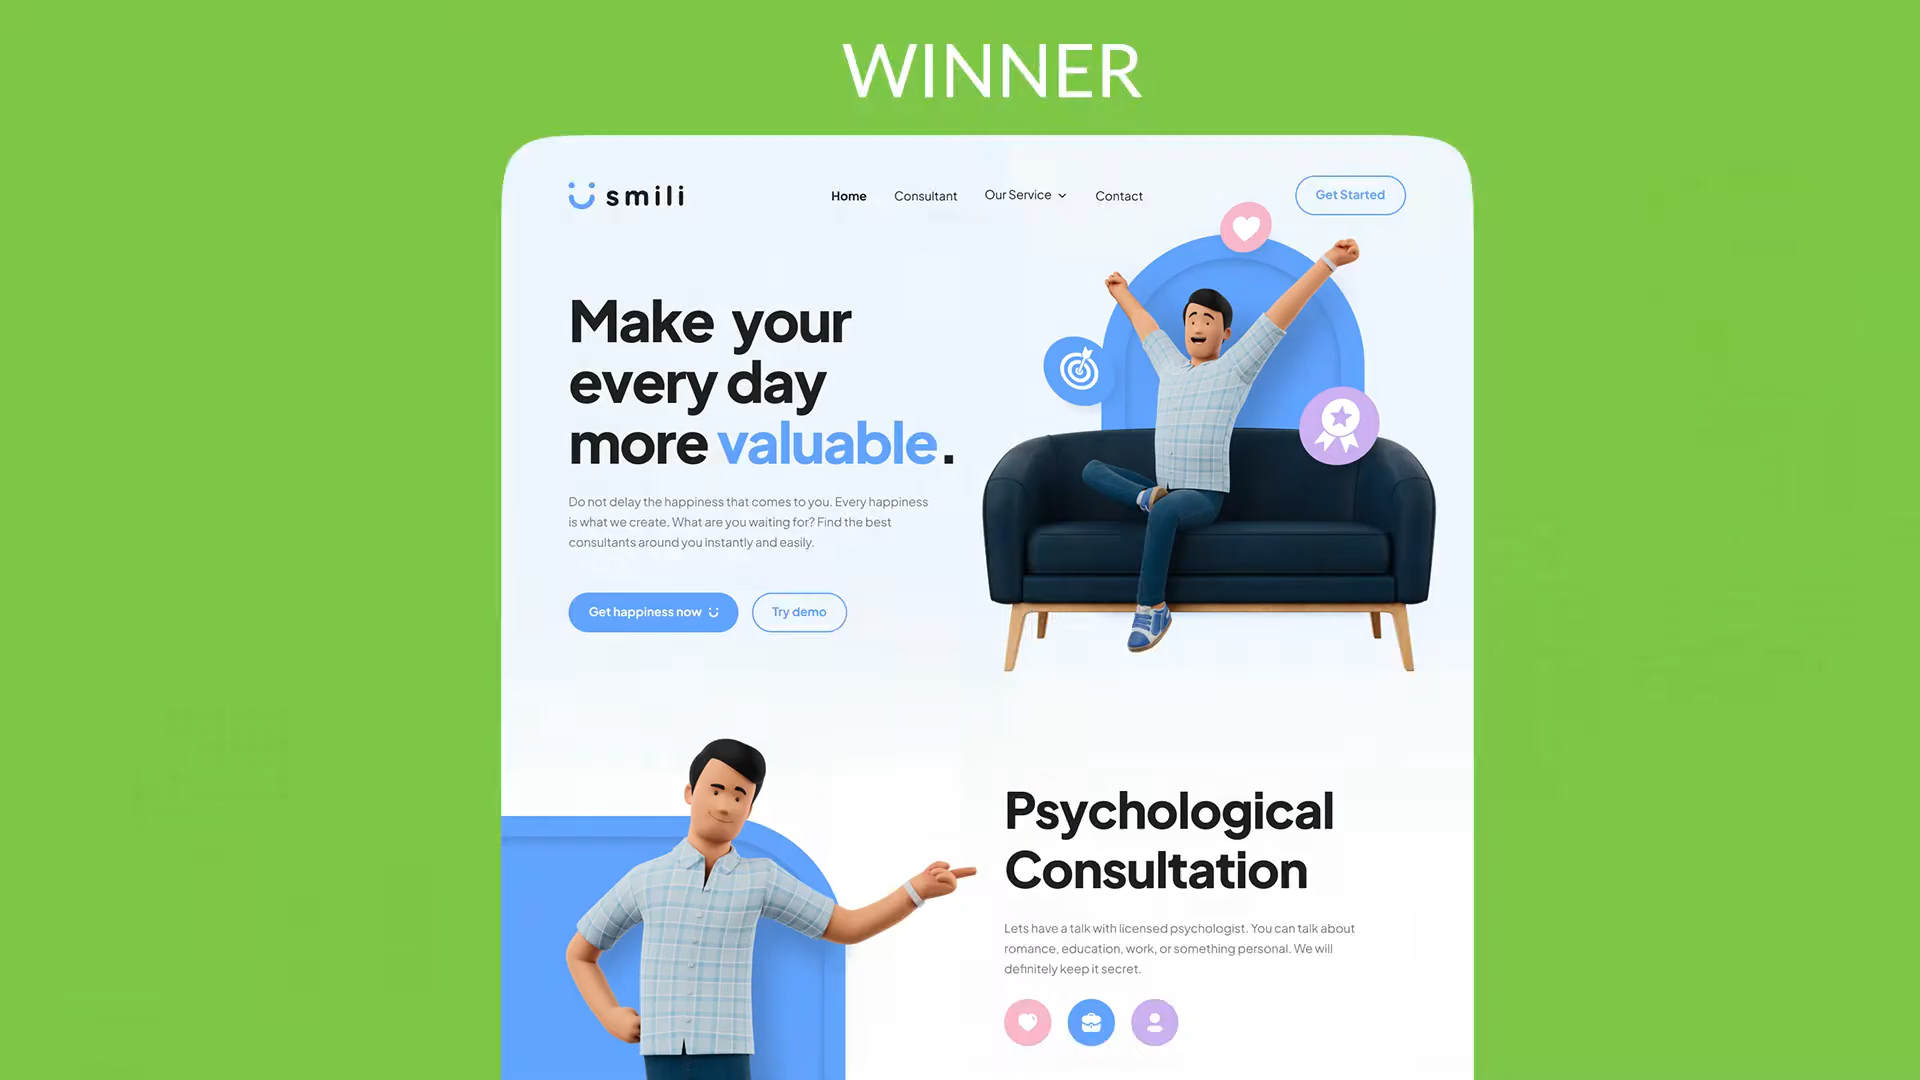 WINNER
smili
Home
Consultant
Our Service
Contact
Get Started
Make your
every day
more valuable.
Do not delay the happiness that comes to you. Every happiness
is what we create. What are you waiting for? Find the best
consultants around you instantly and easily.
Get happiness now
Try demo
Psychological
Consultation
Lets have a talk with licensed psychologist. You can talk about
romance, education, work, or something personal. We will
definitely keep it secret.